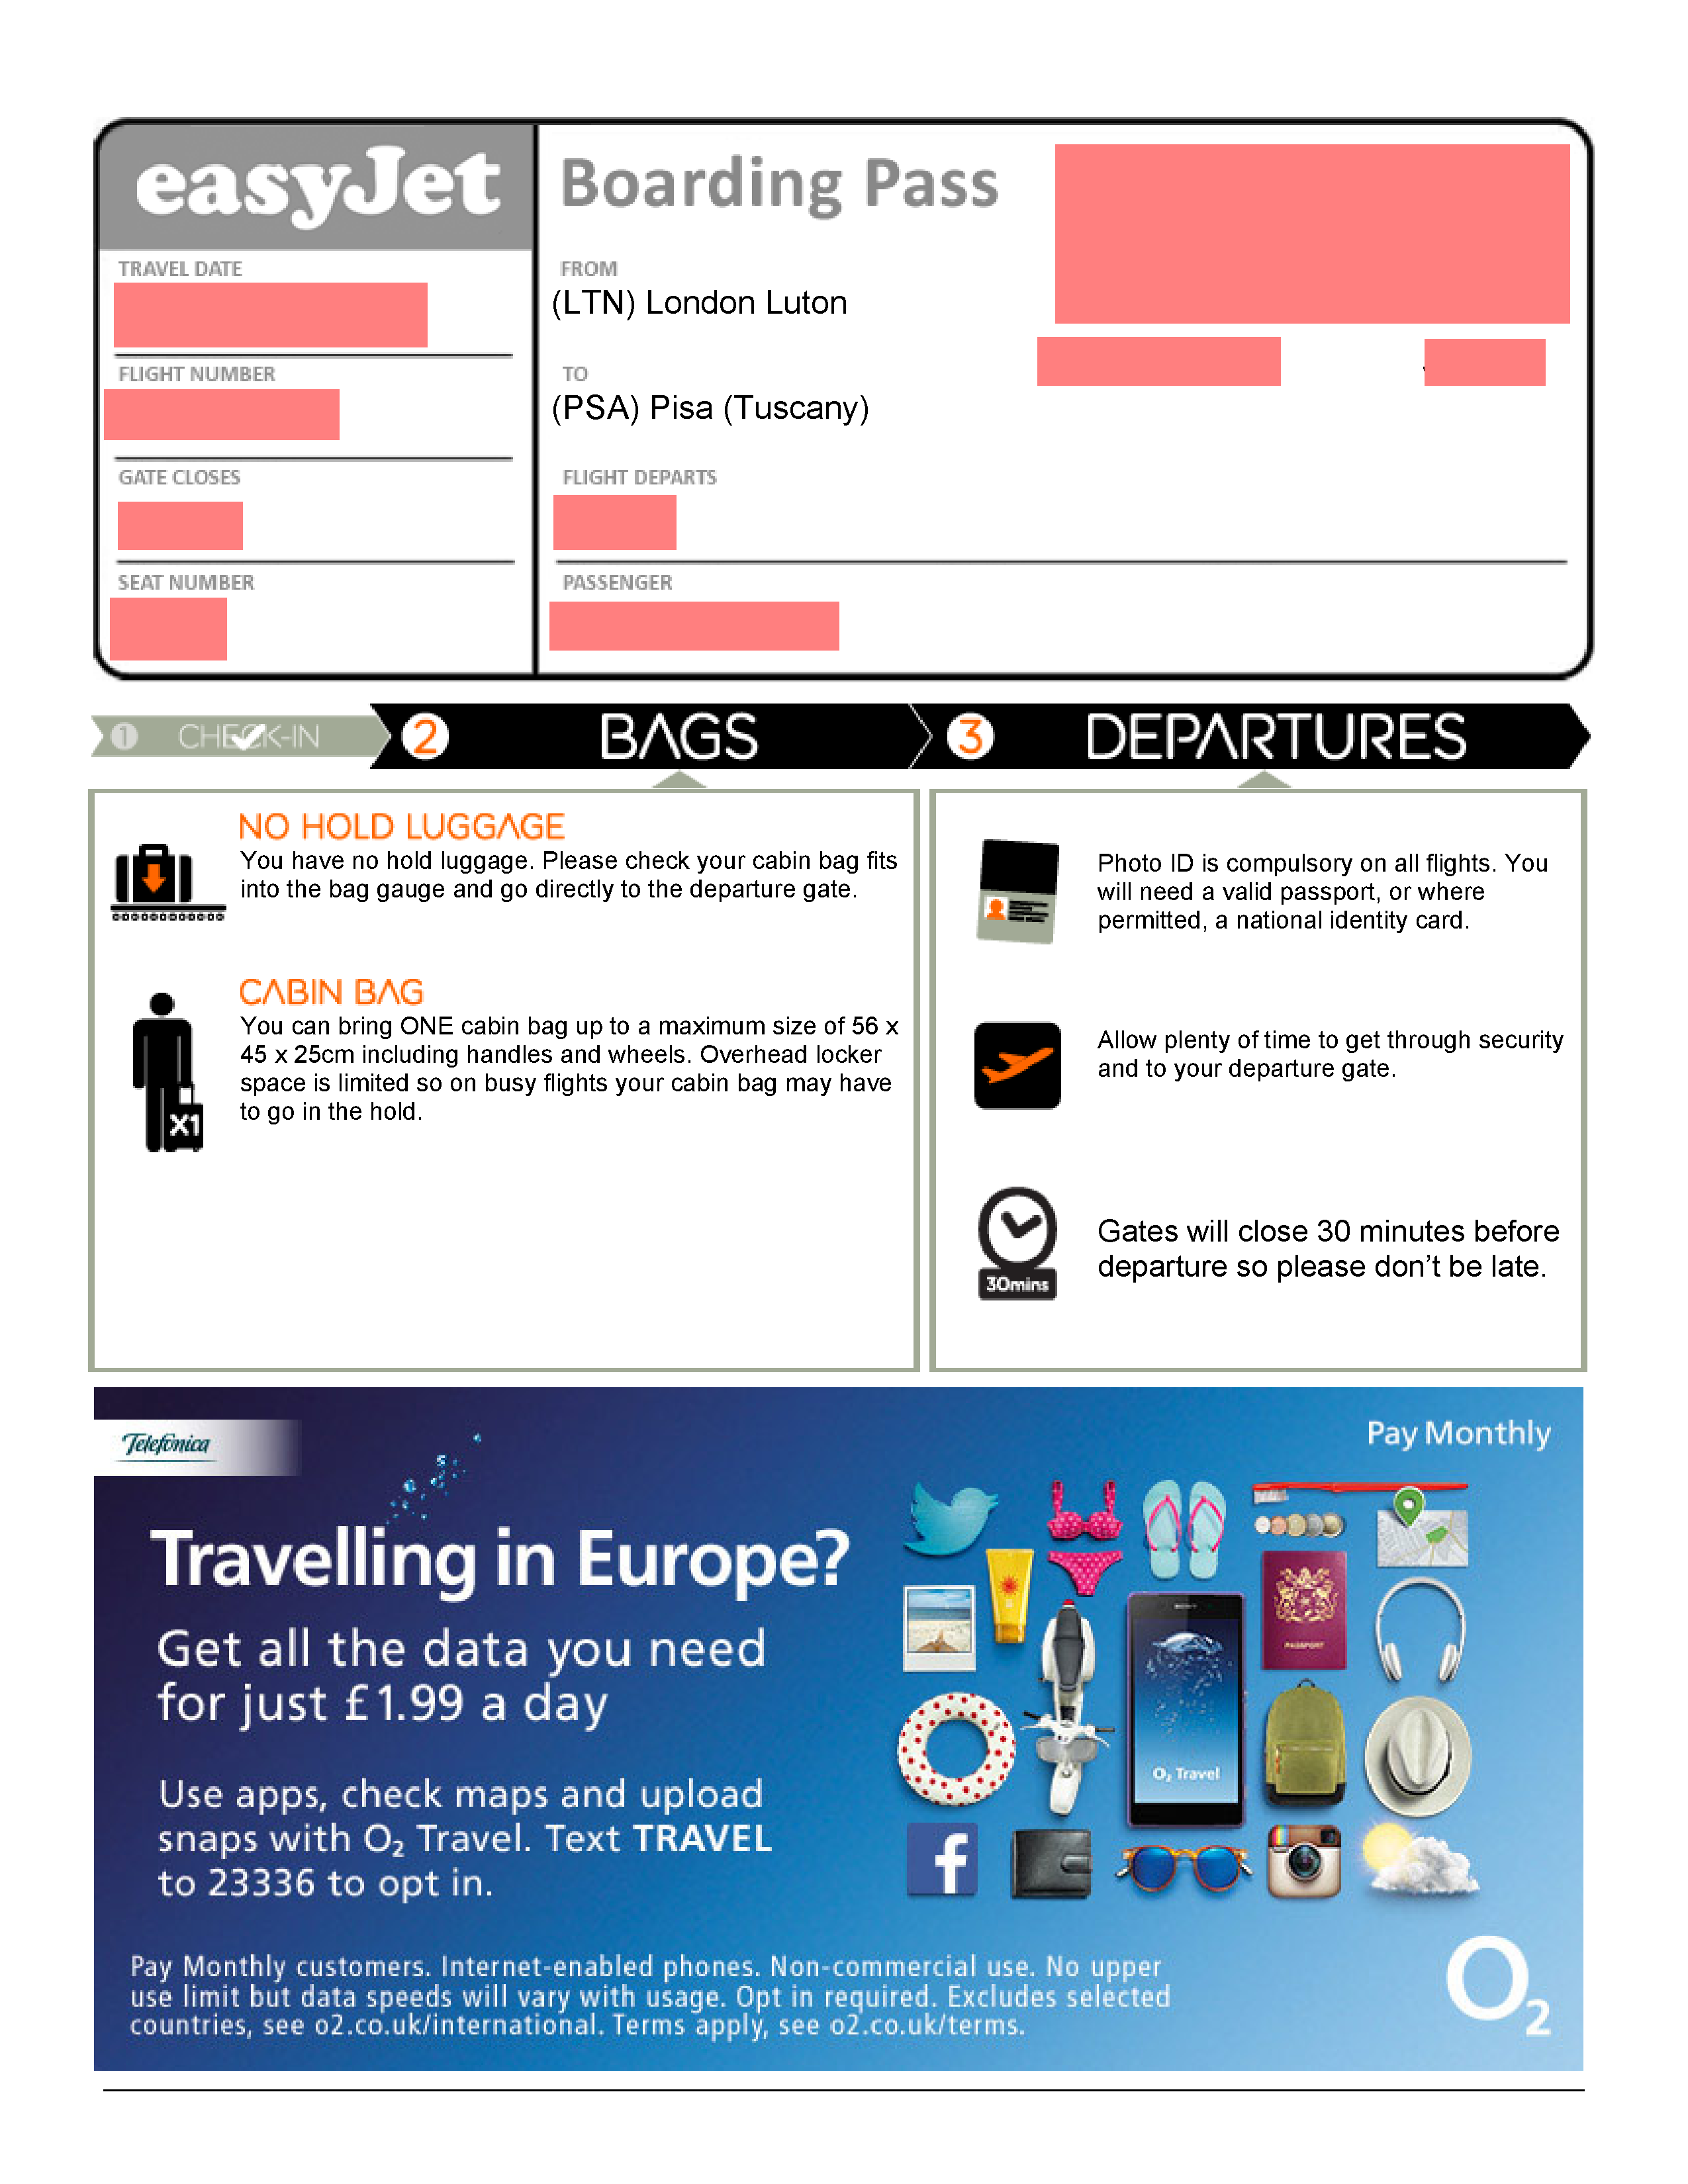 easyJet
Boarding Pass
TRAVEL DATE
FROM
(LTN) London Luton
FLIGHT NUMBER
TO
(PSA) Pisa (Tuscany)
GATE CLOSES
FLIGHT DEPARTS
SEAT NUMBER
PASSENGER
1 CHECK-IN
2 BAGS
3 DEPARTURES
NO HOLD LUGGAGE
You have no hold luggage. Please check your cabin bag fits
into the bag gauge and go directly to the departure gate.
CABIN BAG
You can bring ONE cabin bag up to a maximum size of 56 x
45 x 25cm including handles and wheels. Overhead locker
space is limited so on busy flights your cabin bag may have
to go in the hold.
X1
Photo ID is compulsory on all flights. You
will need a valid passport, or where
permitted, a national identity card.
Allow plenty of time to get through security
and to your departure gate.
Gates will close 30 minutes before
departure so please don’t be late.
30mins
Telefónica
Pay Monthly
Travelling in Europe?
Get all the data you need
for just £1.99 a day
Use apps, check maps and upload
snaps with O₂ Travel. Text TRAVEL
to 23336 to opt in.
SONY
O₂ Travel
PASSPORT
f
Pay Monthly customers. Internet-enabled phones. Non-commercial use. No upper
use limit but data speeds will vary with usage. Opt in required. Excludes selected
countries, see o2.co.uk/international. Terms apply, see o2.co.uk/terms.
O₂